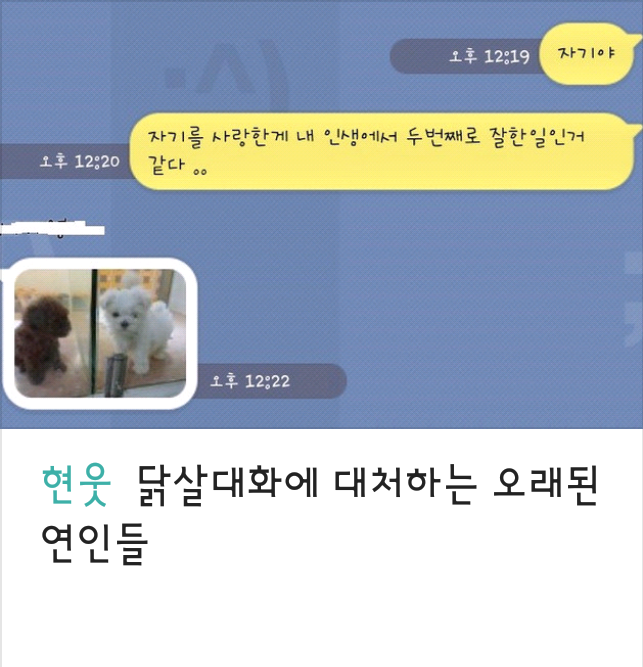 오후 12:19 자기야
자기를 사랑한게 내 인생에서 두번째로 잘한일인거
같다 。。
오후 12:20
오후 12:22
현웃 닭살대화에 대처하는 오래된
연인들